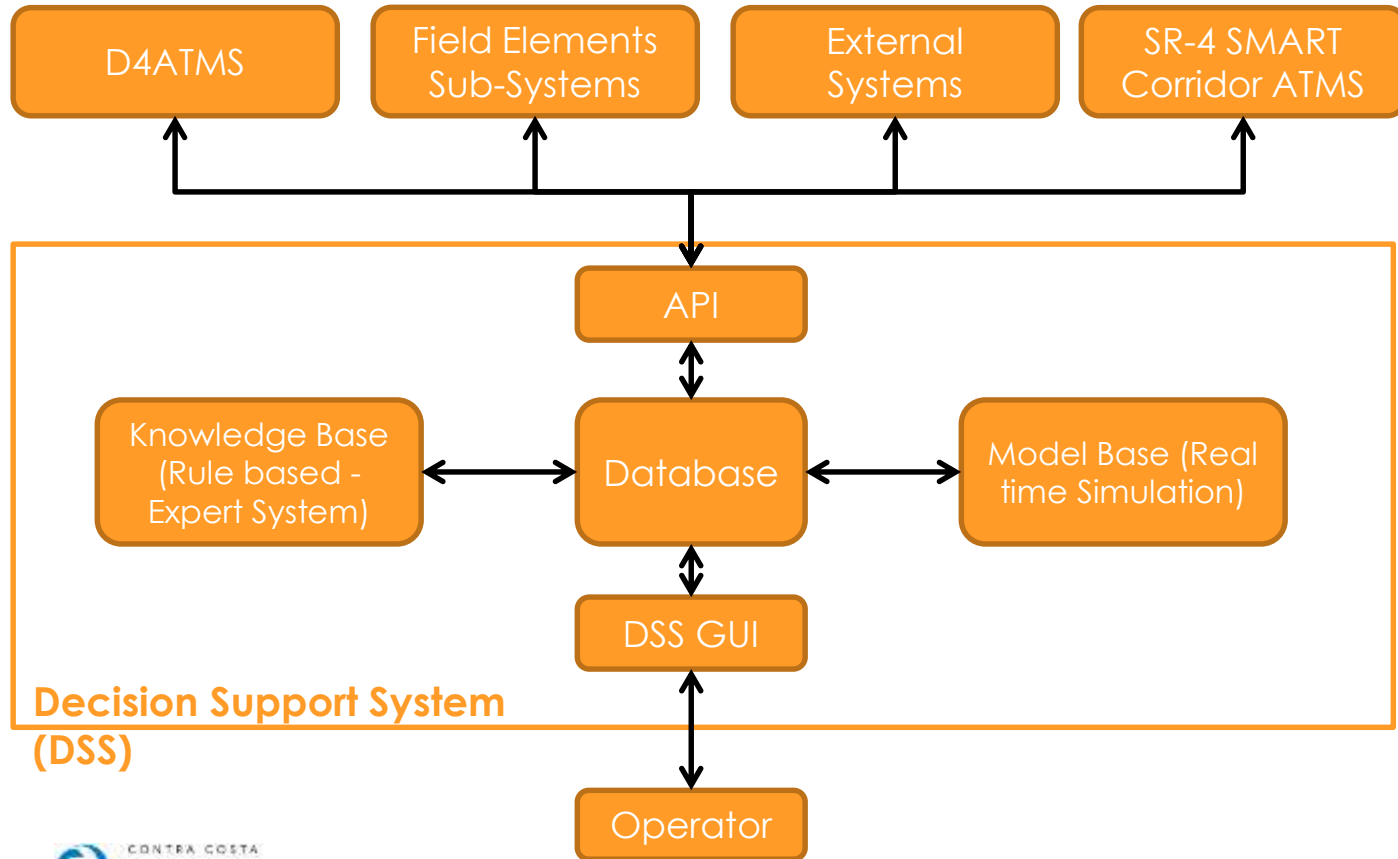 D4ATMS
Field Elements
Sub-Systems
External
Systems
SR-4 SMART
Corridor ATMS
API
Knowledge Base
(Rule based -
Expert System)
Database
Model Base (Real
time Simulation)
DSS GUI
Decision Support System
(DSS)
Operator
CONTRA COSTA